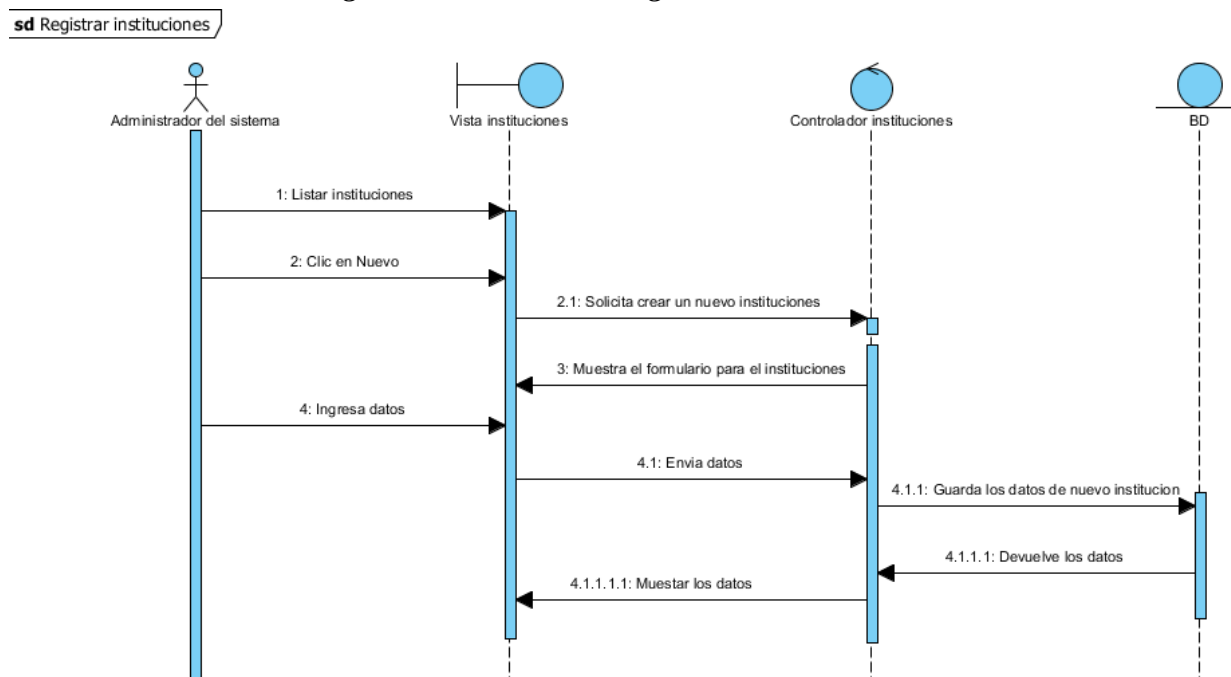 sd Registrar instituciones
Administrador del sistema
Vista instituciones
Controlador instituciones
BD
1: Listar instituciones
2: Clic en Nuevo
2.1: Solicita crear un nuevo instituciones
3: Muestra el formulario para el instituciones
4: Ingresa datos
4.1: Envia datos
4.1.1: Guarda los datos de nuevo institucion
4.1.1.1: Devuelve los datos
4.1.1.1.1: Muestar los datos